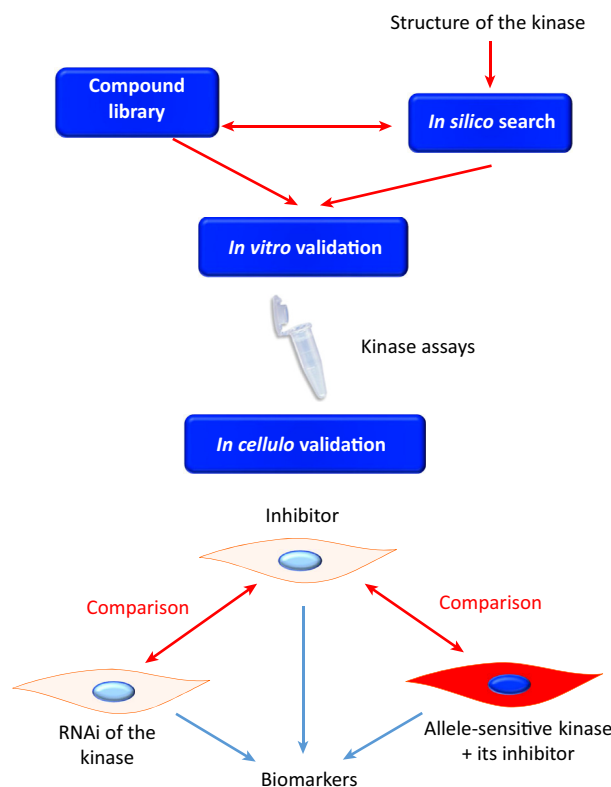 Structure of the kinase
Compound
library
In silico search
In vitro validation
Kinase assays
In cellulo validation
Inhibitor
Comparison
Comparison
RNAi of the
kinase
Allele-sensitive kinase
+ its inhibitor
Biomarkers